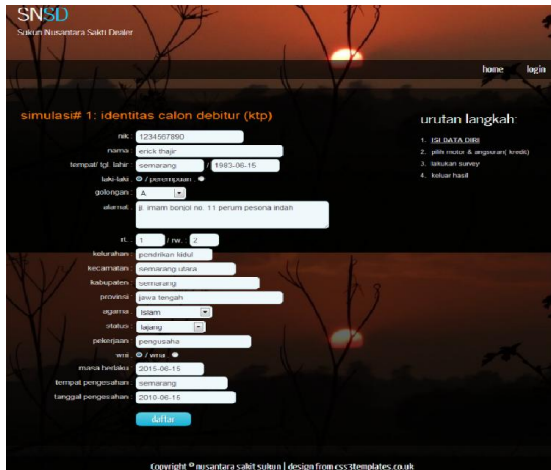 SNSD
Sukun Nusantara Sakti Dealer
home login
simulasi# 1: identitas calon debitur (ktp)
nik : 1234567890
nama : erick thajir
tempat/ tgl. lahir : semarang / 1983-06-15
laki-laki : / perempuan :
golongan : A
alamat : jl. imam bonjol no. 11 perum pesona indah
rt. : 1 / rw. : 2
kelurahan : pendrikan kidul
kecamatan : semarang utara
kabupaten : semarang
provinsi : jawa tengah
agama : Islam
status : lajang
pekerjaan : pengusaha
wni : / wna :
masa berlaku : 2015-06-15
tempat pengesahan : semarang
tanggal pengesahan : 2010-06-15
daftar
urutan langkah:
1. ISI DATA DIRI
2. pilih motor & angsuran( kredit)
3. lakukan survey
4. keluar hasil
Copyright © nusantara sakit sukun | design from css3templates.co.uk